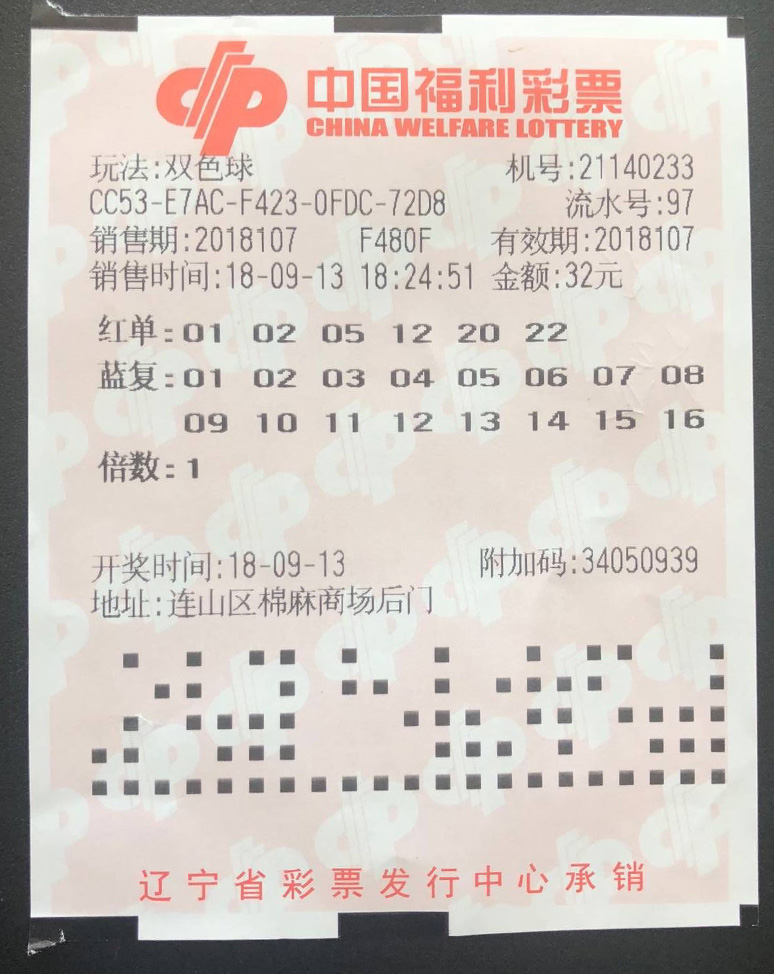 中国福利彩票
CHINA WELFARE LOTTERY
玩法:双色球 机号:21140233
CC53-E7AC-F423-0FDC-72D8 流水号:97
销售期:2018107 F480F 有效期:2018107
销售时间:18-09-13 18:24:51 金额:32元
红单:01 02 05 12 20 22
蓝复:01 02 03 04 05 06 07 08
09 10 11 12 13 14 15 16
倍数:1
开奖时间:18-09-13 附加码:34050939
地址:连山区棉麻商场后门
辽宁省彩票发行中心承销